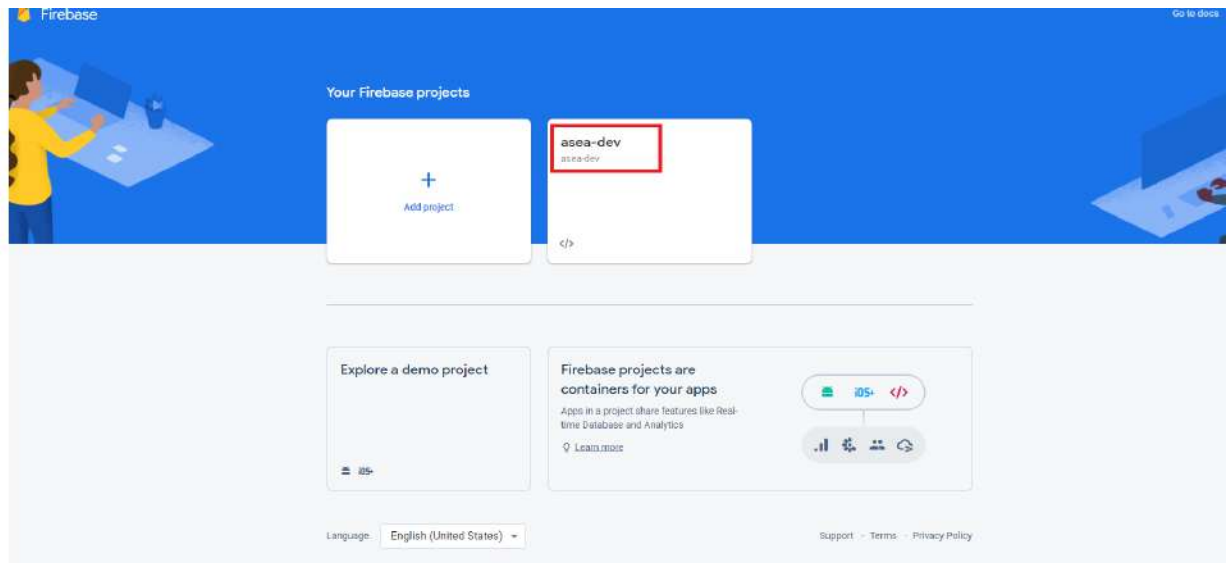 Firebase
Go to docs
Your Firebase projects
Add project
asea-dev
asea-dev
</>
Explore a demo project
iOS+
Firebase projects are
containers for your apps
Apps in a project share features like Real-
time Database and Analytics
Learn more
iOS+ </>
Language English (United States)
Support · Terms · Privacy Policy